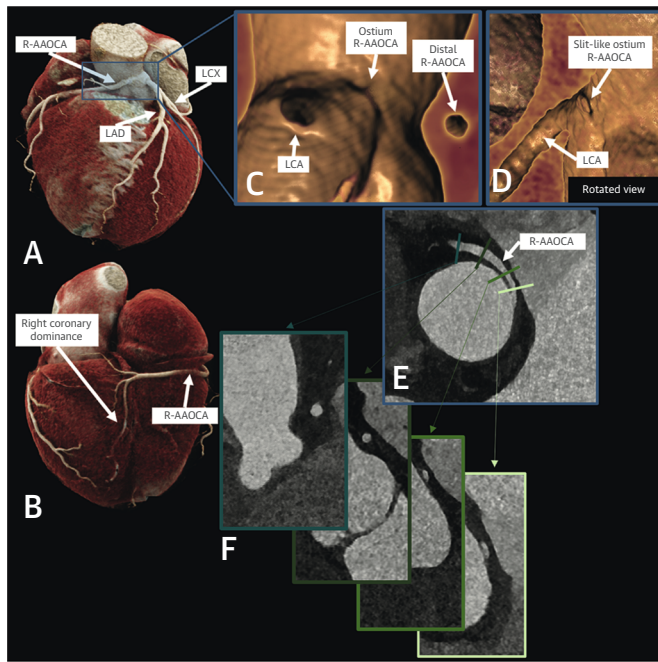 R-AAOCA
LCX
LAD
A
Ostium
R-AAOCA
Distal
R-AAOCA
LCA
C
Slit-like ostium
R-AAOCA
LCA
D
Rotated view
Right coronary
dominance
R-AAOCA
B
R-AAOCA
E
F